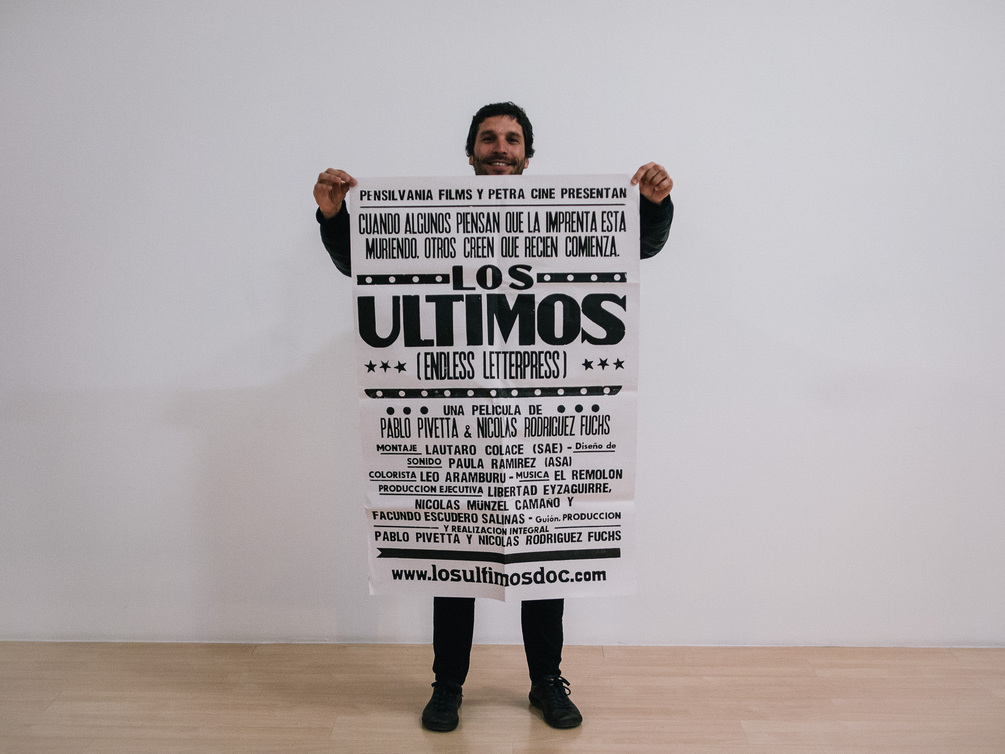 PENSILVANIA FILMS Y PETRA CINE PRESENTAN
CUANDO ALGUNOS PIENSAN QUE LA IMPRENTA ESTA
MURIENDO, OTROS CREEN QUE RECIEN COMIENZA.
LOS
ULTIMOS
(ENDLESS LETTERPRESS)
UNA PELICULA DE
PABLO PIVETTA & NICOLAS RODRIGUEZ FUCHS
MONTAJE LAUTARO COLACE (SAE) - Diseño de
SONIDO PAULA RAMIREZ (ASA)
COLORISTA LEO ARAMBURU - MUSICA EL REMOLON
PRODUCCION EJECUTIVA LIBERTAD EYZAGUIRRE,
NICOLAS MÜNZEL CAMAÑO Y
FACUNDO ESCUDERO SALINAS - Guión, PRODUCCION
Y REALIZACION INTEGRAL
PABLO PIVETTA Y NICOLAS RODRIGUEZ FUCHS
www.losultimosdoc.com